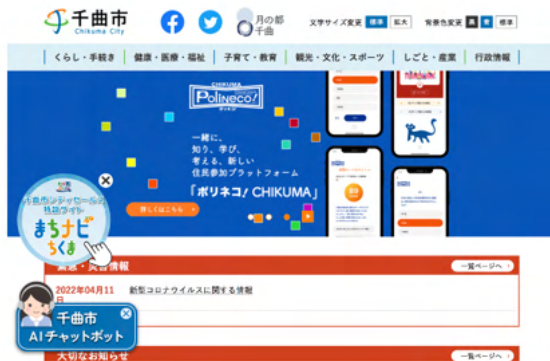 千曲市
Chikuma City
月の都
千曲
文字サイズ変更 標準 拡大 背景色変更 黒 青 標準
くらし・手続き 健康・医療・福祉 子育て・教育 観光・文化・スポーツ しごと・産業 行政情報
CHIKUMA
PoliNeco!
一緒に、
知り、学び、
考える、新しい
住民参加プラットフォーム
「ポリネコ! CHIKUMA」
詳しくはこちら
まちナビ
ちくま
緊急・災害情報
一覧ページへ
2022年04月11
日
新型コロナウイルスに関する情報
千曲市
AIチャットボット
大切なお知らせ
一覧ページへ